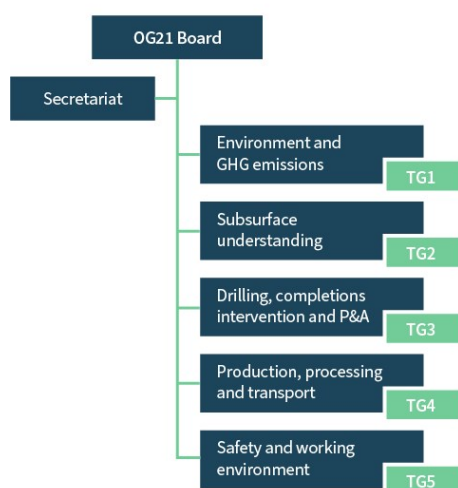 OG21 Board
Secretariat
Environment and
GHG emissions
TG1
Subsurface
understanding
TG2
Drilling, completions
intervention and P&A
TG3
Production, processing
and transport
TG4
Safety and working
environment
TG5